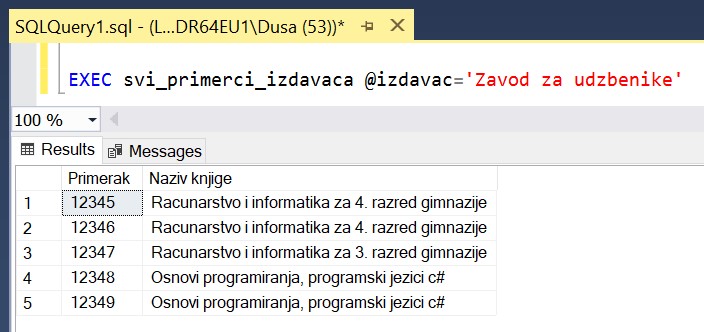 SQLQuery1.sql - (L...DR64EU1\Dusa (53))*
EXEC svi_primerci_izdavaca @izdavac='Zavod za udzbenike'
100 %
Results Messages
Primerak Naziv knjige
1 12345 Racunarstvo i informatika za 4. razred gimnazije
2 12346 Racunarstvo i informatika za 4. razred gimnazije
3 12347 Racunarstvo i informatika za 3. razred gimnazije
4 12348 Osnovi programiranja, programski jezici c#
5 12349 Osnovi programiranja, programski jezici c#